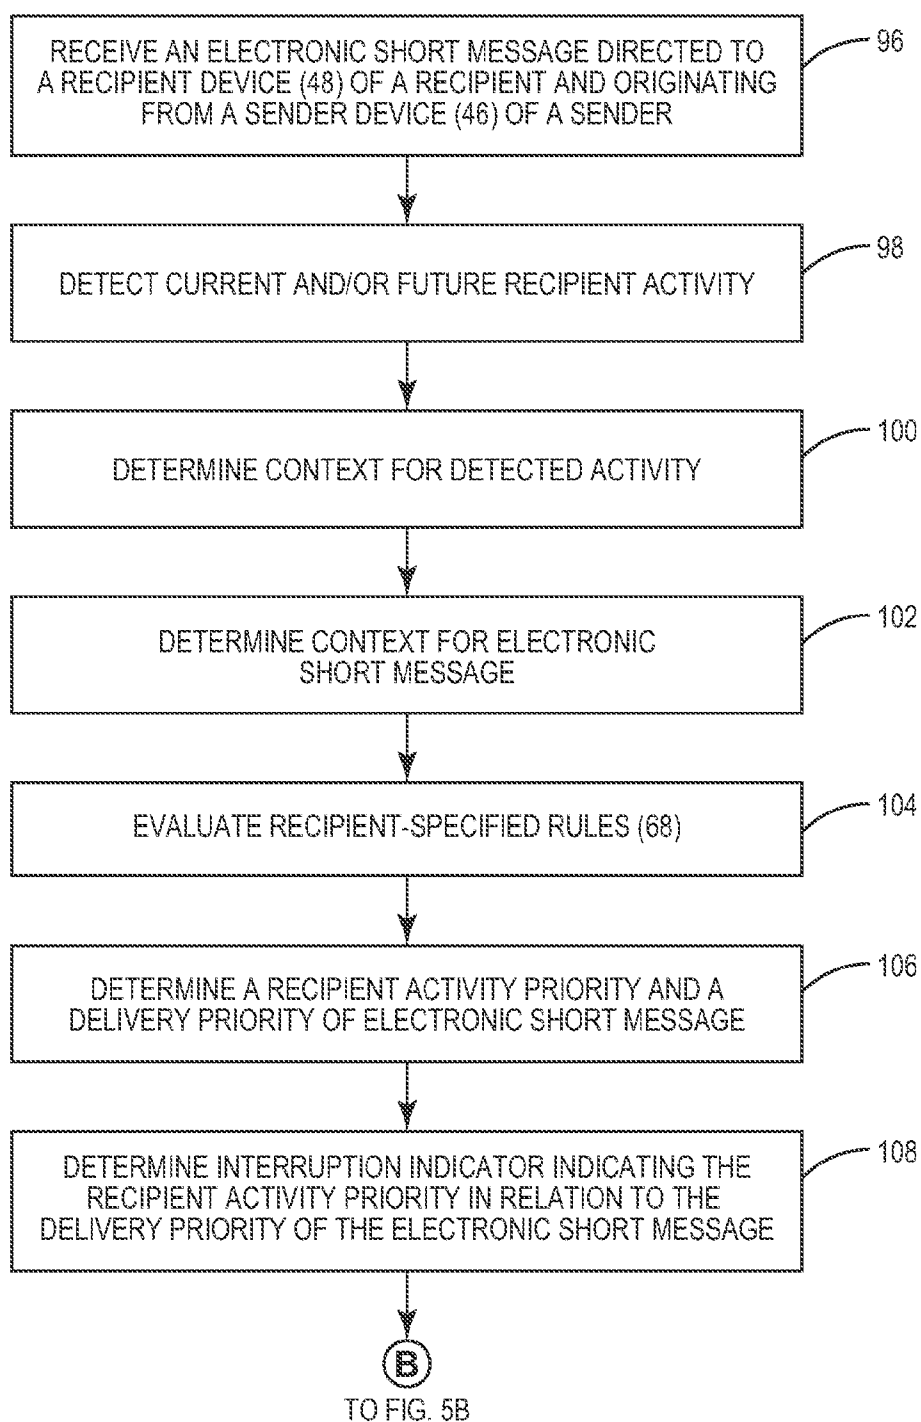 RECEIVE AN ELECTRONIC SHORT MESSAGE DIRECTED TO
A RECIPIENT DEVICE (48) OF A RECIPIENT AND ORIGINATING
FROM A SENDER DEVICE (46) OF A SENDER
96
DETECT CURRENT AND/OR FUTURE RECIPIENT ACTIVITY
98
DETERMINE CONTEXT FOR DETECTED ACTIVITY
100
DETERMINE CONTEXT FOR ELECTRONIC
SHORT MESSAGE
102
EVALUATE RECIPIENT-SPECIFIED RULES (68)
104
DETERMINE A RECIPIENT ACTIVITY PRIORITY AND A
DELIVERY PRIORITY OF ELECTRONIC SHORT MESSAGE
106
DETERMINE INTERRUPTION INDICATOR INDICATING THE
RECIPIENT ACTIVITY PRIORITY IN RELATION TO THE
DELIVERY PRIORITY OF THE ELECTRONIC SHORT MESSAGE
108
B
TO FIG. 5B